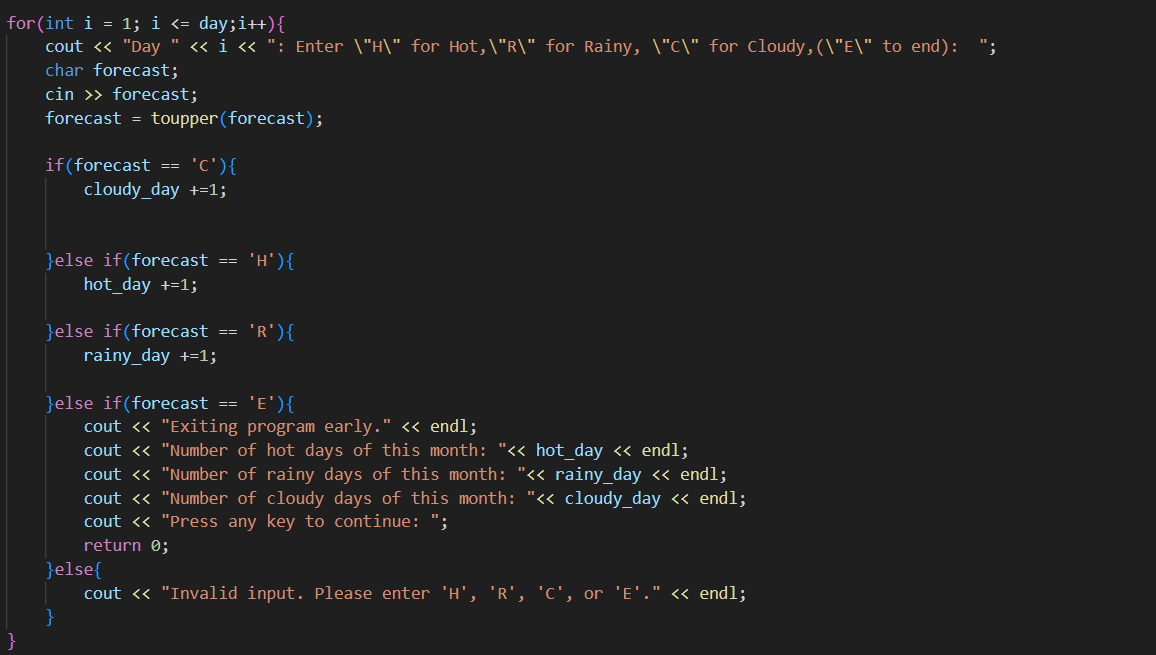 for(int i = 1; i <= day;i++){
    cout << "Day " << i << ": Enter \"H\" for Hot,\"R\" for Rainy, \"C\" for Cloudy,(\"E\" to end):  ";
    char forecast;
    cin >> forecast;
    forecast = toupper(forecast);

    if(forecast == 'C'){
        cloudy_day +=1;


    }else if(forecast == 'H'){
        hot_day +=1;

    }else if(forecast == 'R'){
        rainy_day +=1;

    }else if(forecast == 'E'){
        cout << "Exiting program early." << endl;
        cout << "Number of hot days of this month: "<< hot_day << endl;
        cout << "Number of rainy days of this month: "<< rainy_day << endl;
        cout << "Number of cloudy days of this month: "<< cloudy_day << endl;
        cout << "Press any key to continue: ";
        return 0;
    }else{
        cout << "Invalid input. Please enter 'H', 'R', 'C', or 'E'." << endl;
    }
}